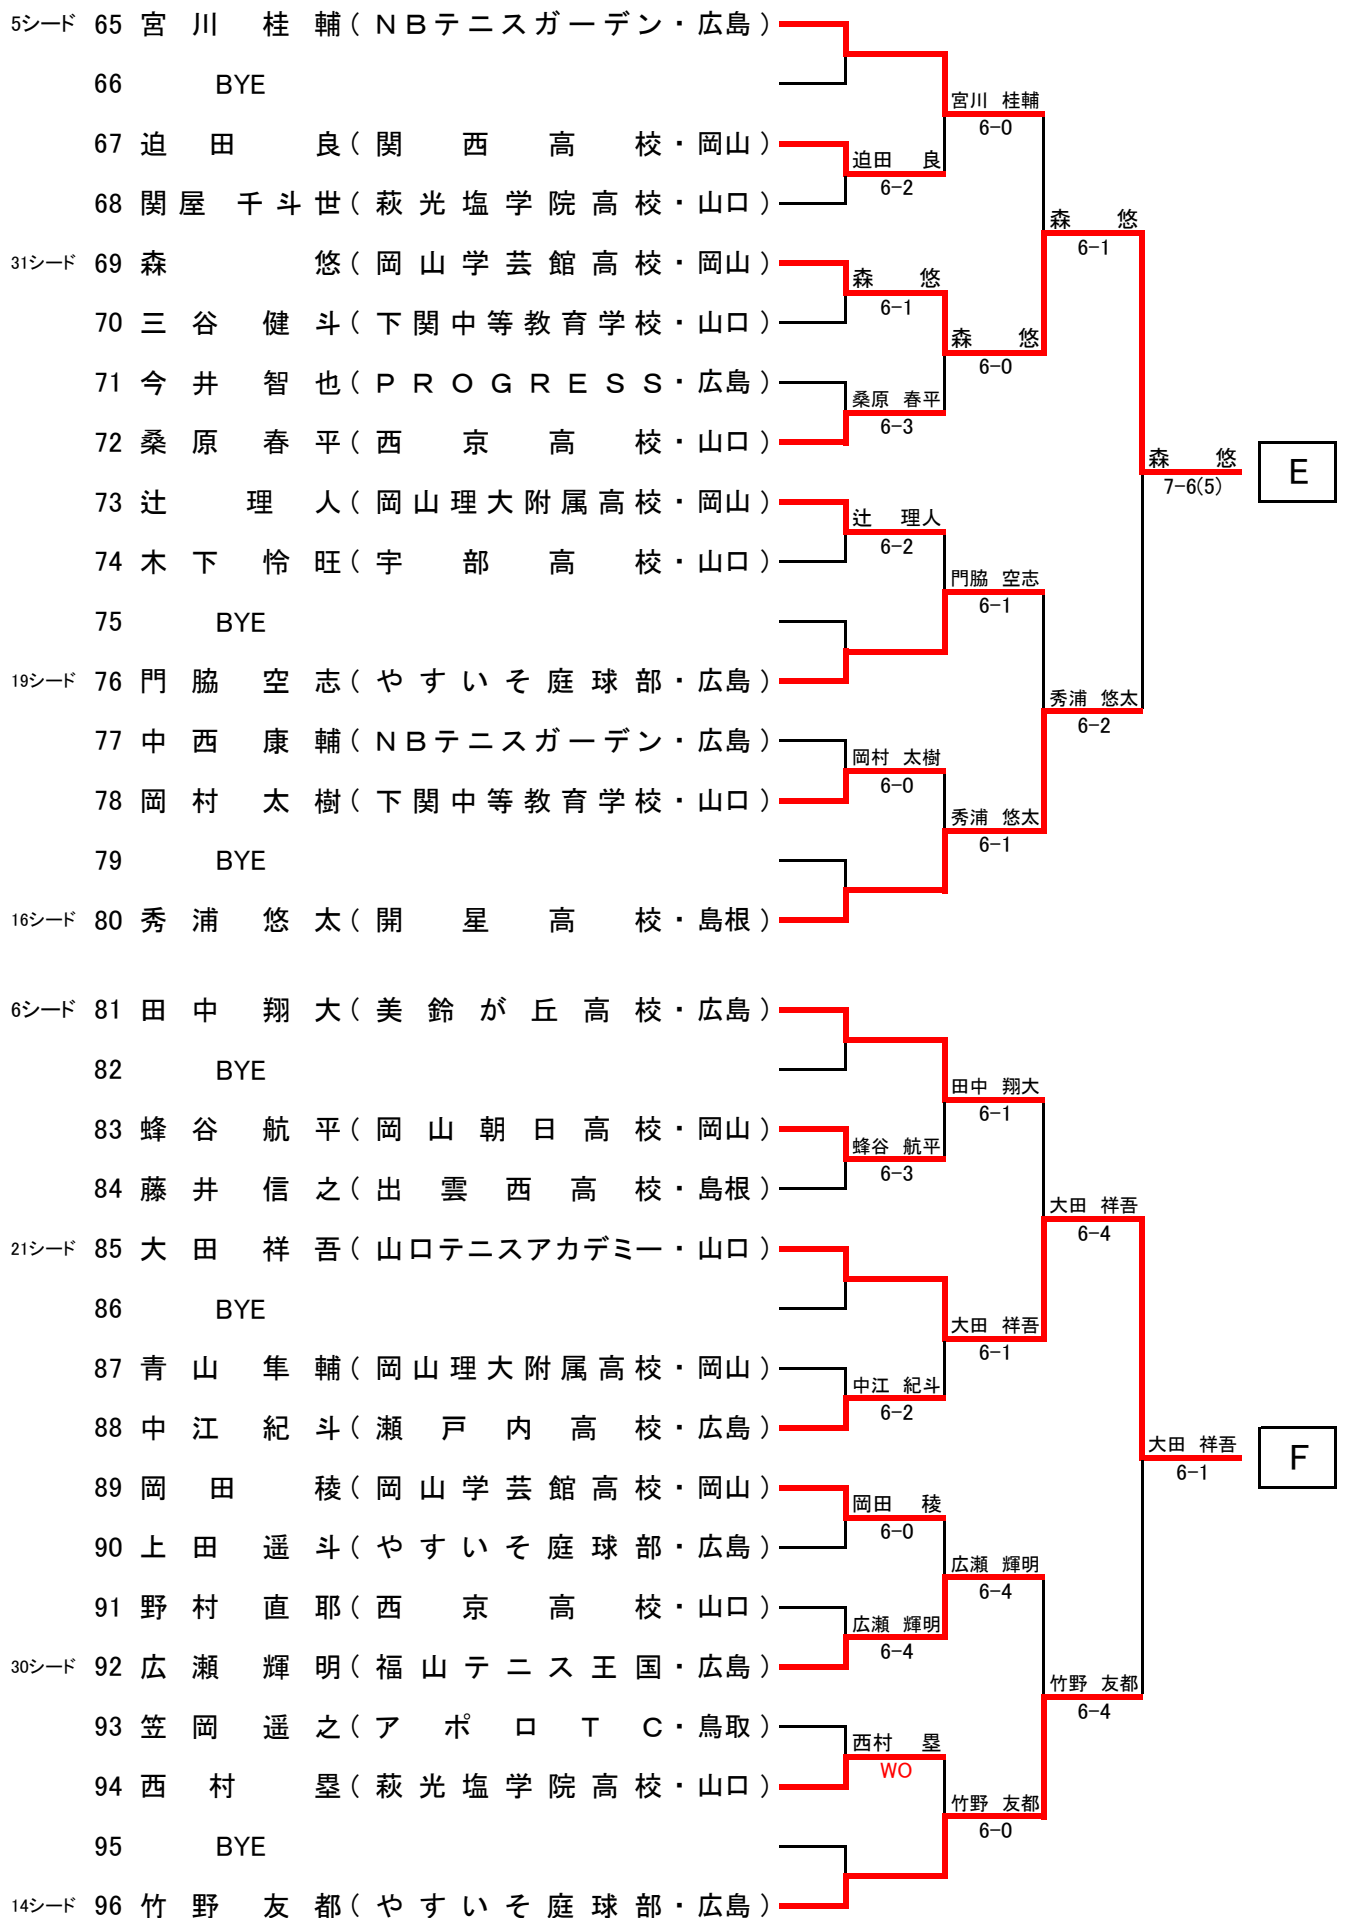 5シード 65 宮川 桂輔 ( NBテニスガーデン・広島 )
66 BYE
宮川 桂輔
6-0
67 迫田 良 ( 関西高校・岡山 )
迫田 良
6-2
68 関屋 千斗世 ( 萩光塩学院高校・山口 )
森 悠
6-1
31シード 69 森 悠 ( 岡山学芸館高校・岡山 )
森 悠
6-1
70 三谷 健斗 ( 下関中等教育学校・山口 )
森 悠
6-0
71 今井 智也 ( PROGRESS・広島 )
桑原 春平
6-3
72 桑原 春平 ( 西京高校・山口 )
森 悠
7-6(5)
E
73 辻 理人 ( 岡山理大附属高校・岡山 )
辻 理人
6-2
74 木下 怜旺 ( 宇部高校・山口 )
門脇 空志
6-1
75 BYE
19シード 76 門脇 空志 ( やすいそ庭球部・広島 )
秀浦 悠太
6-2
77 中西 康輔 ( NBテニスガーデン・広島 )
岡村 太樹
6-0
78 岡村 太樹 ( 下関中等教育学校・山口 )
秀浦 悠太
6-1
79 BYE
16シード 80 秀浦 悠太 ( 開星高校・島根 )
6シード 81 田中 翔大 ( 美鈴が丘高校・広島 )
82 BYE
田中 翔大
6-1
83 蜂谷 航平 ( 岡山朝日高校・岡山 )
蜂谷 航平
6-3
84 藤井 信之 ( 出雲西高校・島根 )
大田 祥吾
6-4
21シード 85 大田 祥吾 ( 山口テニスアカデミー・山口 )
86 BYE
大田 祥吾
6-1
87 青山 隼輔 ( 岡山理大附属高校・岡山 )
中江 紀斗
6-2
88 中江 紀斗 ( 瀬戸内高校・広島 )
大田 祥吾
6-1
F
89 岡田 稜 ( 岡山学芸館高校・岡山 )
岡田 稜
6-0
90 上田 遥斗 ( やすいそ庭球部・広島 )
広瀬 輝明
6-4
91 野村 直耶 ( 西京高校・山口 )
広瀬 輝明
6-4
30シード 92 広瀬 輝明 ( 福山テニス王国・広島 )
竹野 友都
6-4
93 笠岡 遥之 ( アポロTC・鳥取 )
西村 塁
WO
94 西村 塁 ( 萩光塩学院高校・山口 )
竹野 友都
6-0
95 BYE
14シード 96 竹野 友都 ( やすいそ庭球部・広島 )